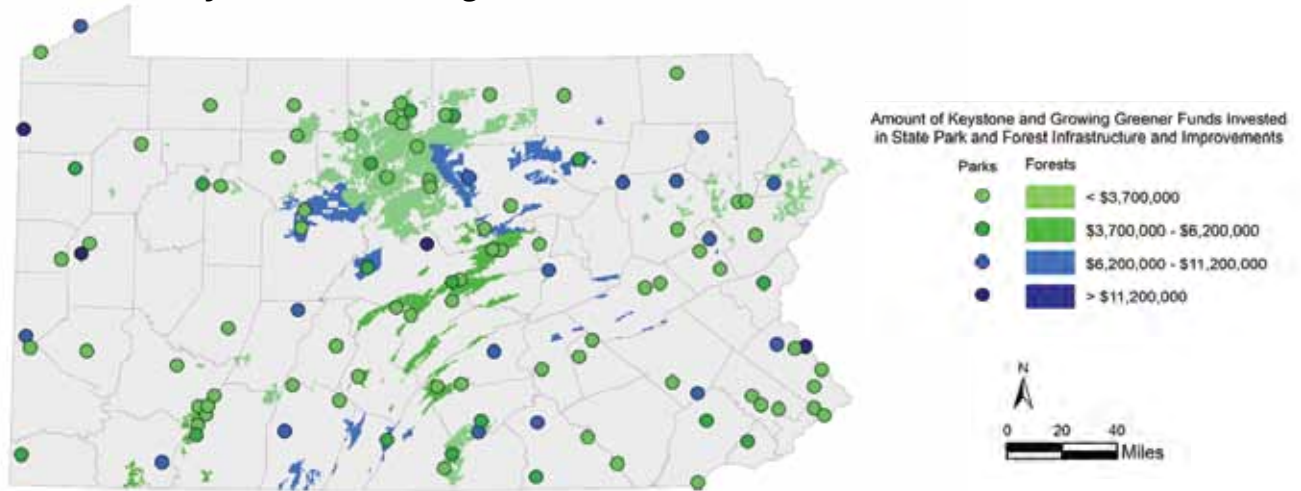 Amount of Keystone and Growing Greener Funds Invested
in State Park and Forest Infrastructure and Improvements
Parks Forests
< $3,700,000
$3,700,000 - $6,200,000
$6,200,000 - $11,200,000
> $11,200,000
N
0 20 40
Miles